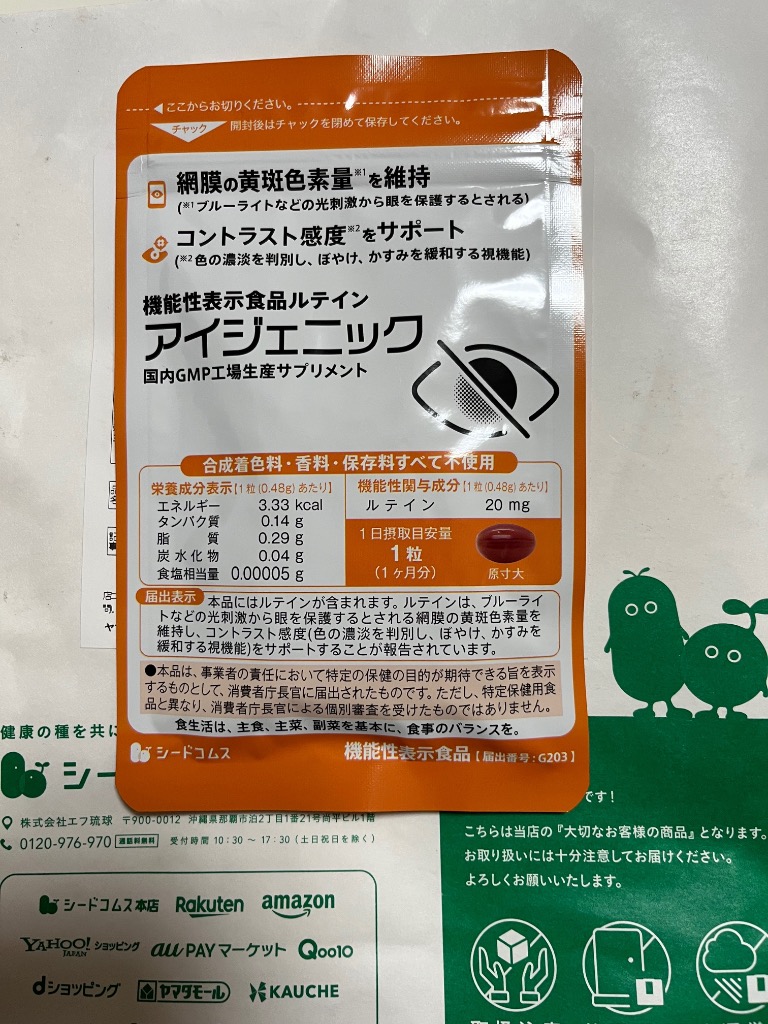 ここからお切りください。
チャック
開封後はチャックを閉めて保存してください。
網膜の黄斑色素量※1を維持
(※1ブルーライトなどの光刺激から眼を保護するとされる)
コントラスト感度※2をサポート
(※2色の濃淡を判別し、ぼやけ、かすみを緩和する視機能)
機能性表示食品ルテイン
アイジェニック
国内GMP工場生産サプリメント
合成着色料・香料・保存料すべて不使用
栄養成分表示【1粒(0.48g)あたり】
エネルギー 3.33 kcal
タンパク質 0.14 g
脂質 0.29 g
炭水化物 0.04 g
食塩相当量 0.00005 g
機能性関与成分【1粒(0.48g)あたり】
ルテイン 20 mg
1日摂取目安量
1粒
(1ヶ月分)
原寸大
届出表示 本品にはルテインが含まれます。ルテインは、ブルーライ
トなどの光刺激から眼を保護するとされる網膜の黄斑色素量を
維持し、コントラスト感度(色の濃淡を判別し、ぼやけ、かすみを
緩和する視機能)をサポートすることが報告されています。
●本品は、事業者の責任において特定の保健の目的が期待できる旨を表示
するものとして、消費者庁長官に届出されたものです。ただし、特定保健用食
品と異なり、消費者庁長官による個別審査を受けたものではありません。
食生活は、主食、主菜、副菜を基本に、食事のバランスを。
シードコムス
機能性表示食品【届出番号:G203】
健康の種を共に
シー
株式会社エフ琉球 〒900-0012 沖縄県那覇市泊2丁目1番21号尚平ビル1階
0120-976-970 通話料無料 受付時間 10:30 ～ 17:30 (土日祝日を除く)
シードコムス本店
Rakuten
amazon
YAHOO! JAPAN ショッピング
au PAY マーケット
Qoo10
dショッピング
ヤマダモール
KAUCHE
です!
こちらは当店の『大切なお客様の商品』となります。
お取り扱いには十分注意してお届けください。
よろしくお願いいたします。